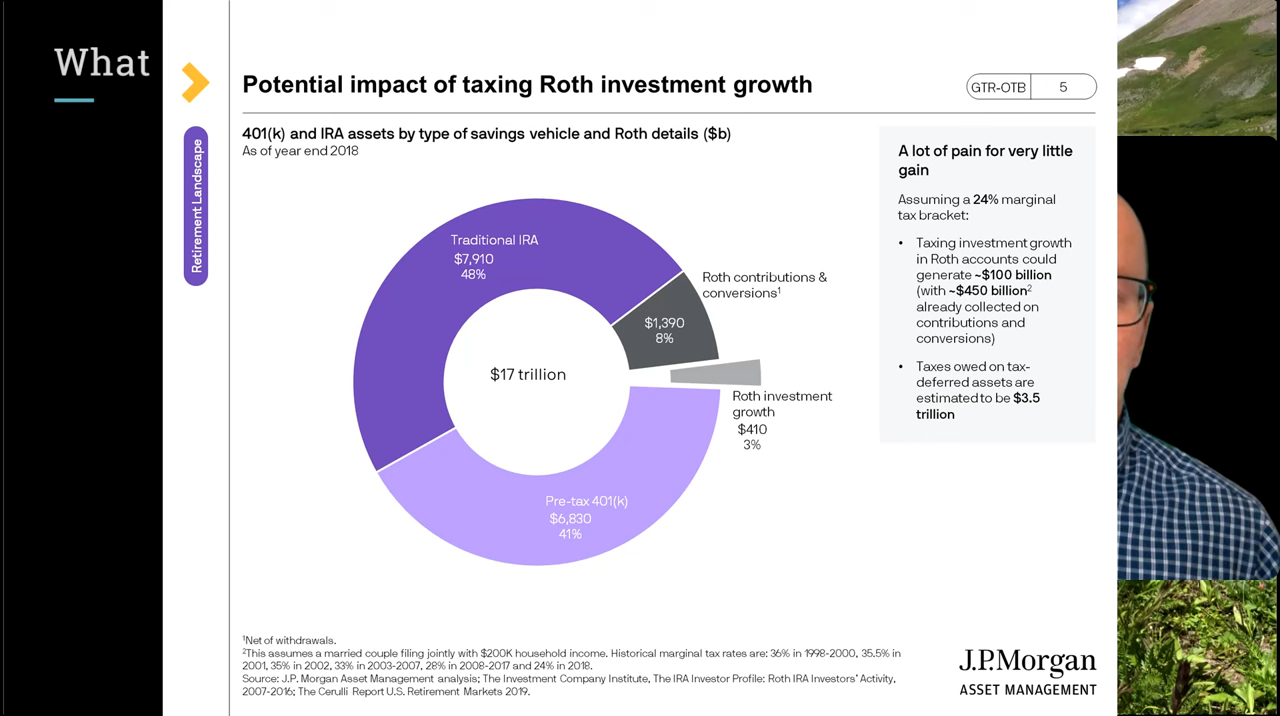 What
Retirement Landscape
Potential impact of taxing Roth investment growth
GTR-OTB 5
401(k) and IRA assets by type of savings vehicle and Roth details ($b)
As of year end 2018
Traditional IRA
$7,910
48%
Roth contributions &
conversions¹
$1,390
8%
$17 trillion
Roth investment
growth
$410
3%
Pre-tax 401(k)
$6,830
41%
A lot of pain for very little
gain
Assuming a 24% marginal
tax bracket:
• Taxing investment growth
in Roth accounts could
generate ~$100 billion
(with ~$450 billion²
already collected on
contributions and
conversions)
• Taxes owed on tax-
deferred assets are
estimated to be $3.5
trillion
¹Net of withdrawals.
²This assumes a married couple filing jointly with $200K household income. Historical marginal tax rates are: 36% in 1998-2000, 35.5% in
2001, 35% in 2002, 33% in 2003-2007, 28% in 2008-2017 and 24% in 2018.
Source: J.P. Morgan Asset Management analysis; The Investment Company Institute, The IRA Investor Profile: Roth IRA Investors' Activity,
2007-2016; The Cerulli Report U.S. Retirement Markets 2019.
J.P.Morgan
ASSET MANAGEMENT